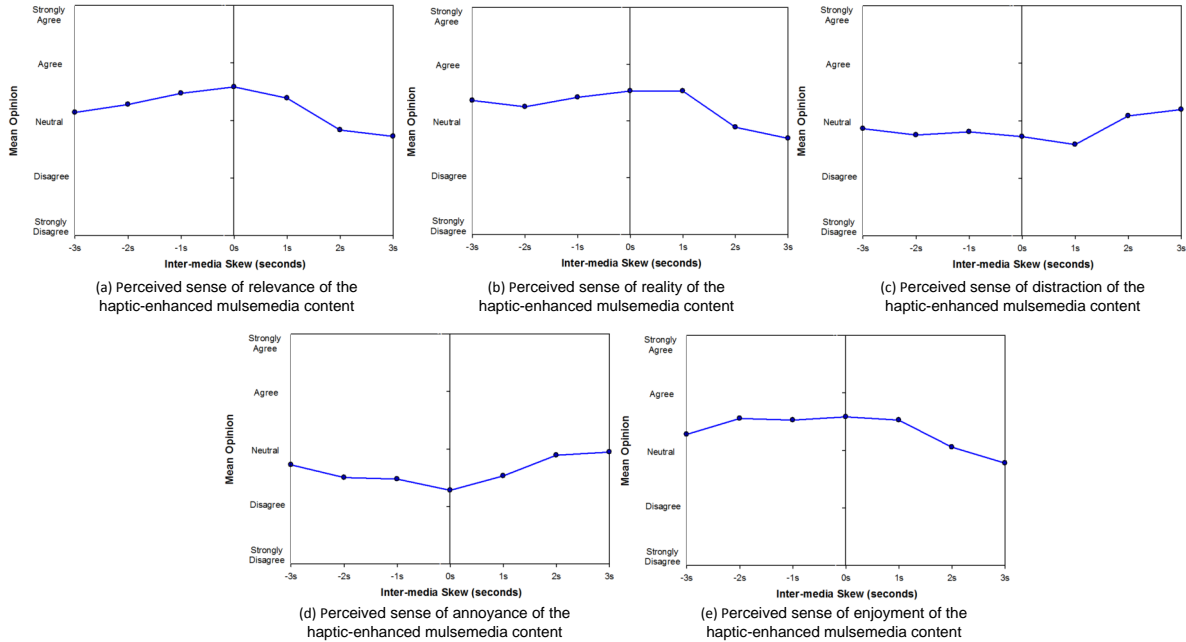 Strongly
Agree
Agree
Neutral
Disagree
Strongly
Disagree
Mean Opinion
-3s -2s -1s 0s 1s 2s 3s
Inter-media Skew (seconds)
(a) Perceived sense of relevance of the
haptic-enhanced mulsemedia content
Strongly
Agree
Agree
Neutral
Disagree
Strongly
Disagree
Mean Opinion
-3s -2s -1s 0s 1s 2s 3s
Inter-media Skew (seconds)
(b) Perceived sense of reality of the
haptic-enhanced mulsemedia content
Strongly
Agree
Agree
Neutral
Disagree
Strongly
Disagree
Mean Opinion
-3s -2s -1s 0s 1s 2s 3s
Inter-media Skew (seconds)
(c) Perceived sense of distraction of the
haptic-enhanced mulsemedia content
Strongly
Agree
Agree
Neutral
Disagree
Strongly
Disagree
Mean Opinion
-3s -2s -1s 0s 1s 2s 3s
Inter-media Skew (seconds)
(d) Perceived sense of annoyance of the
haptic-enhanced mulsemedia content
Strongly
Agree
Agree
Neutral
Disagree
Strongly
Disagree
Mean Opinion
-3s -2s -1s 0s 1s 2s 3s
Inter-media Skew (seconds)
(e) Perceived sense of enjoyment of the
haptic-enhanced mulsemedia content